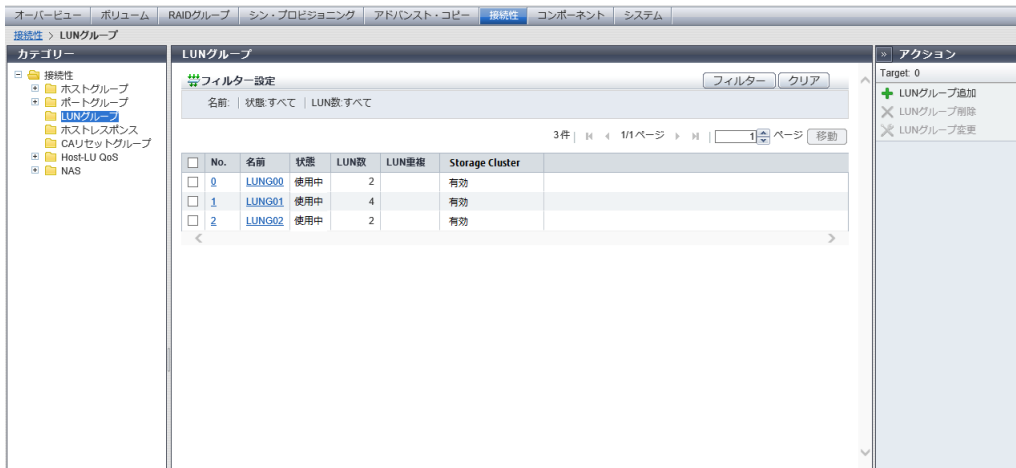 オーバービュー ボリューム RAIDグループ シン・プロビジョニング アドバンスト・コピー 接続性 コンポーネント システム
接続性 > LUNグループ
カテゴリー
接続性
ホストグループ
ポートグループ
LUNグループ
ホストレスポンス
CAリセットグループ
Host-LU QoS
NAS
LUNグループ
フィルター設定 フィルター クリア
名前: | 状態:すべて | LUN数:すべて
3件 | 1/1ページ | 1 ページ 移動
No. 名前 状態 LUN数 LUN重複 Storage Cluster
0 LUNG00 使用中 2 有効
1 LUNG01 使用中 4 有効
2 LUNG02 使用中 2 有効
» アクション
Target: 0
LUNグループ追加
LUNグループ削除
LUNグループ変更